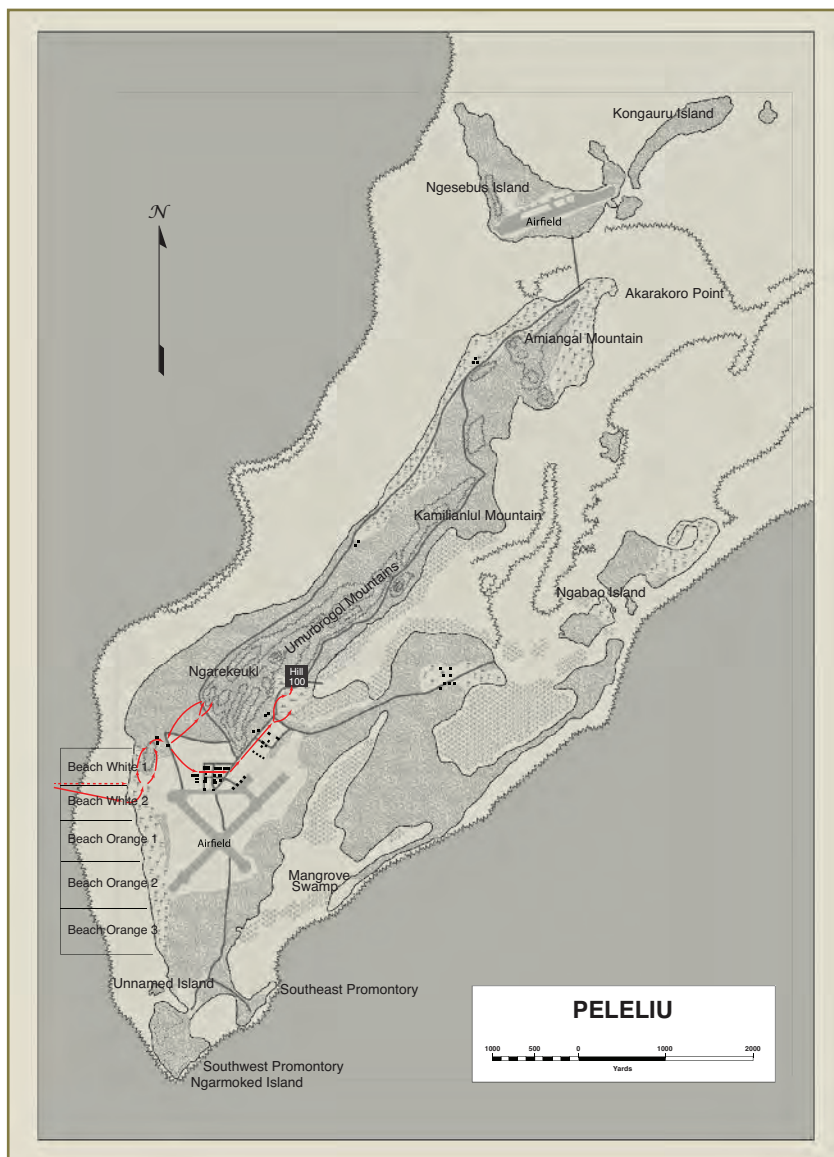 Kongauru Island
Ngesebus Island
Airfield
N
Akarakoro Point
Amiangal Mountain
Kamilianlul Mountain
Umurbrogol Mountains
Ngabao Island
Ngarekeukl
Hill
100
Beach White 1
Beach White 2
Beach Orange 1
Airfield
Beach Orange 2
Mangrove
Swamp
Beach Orange 3
Unnamed Island
Southeast Promontory
Southwest Promontory
Ngarmoked Island
PELELIU
1000 500 0 1000 2000
Yards